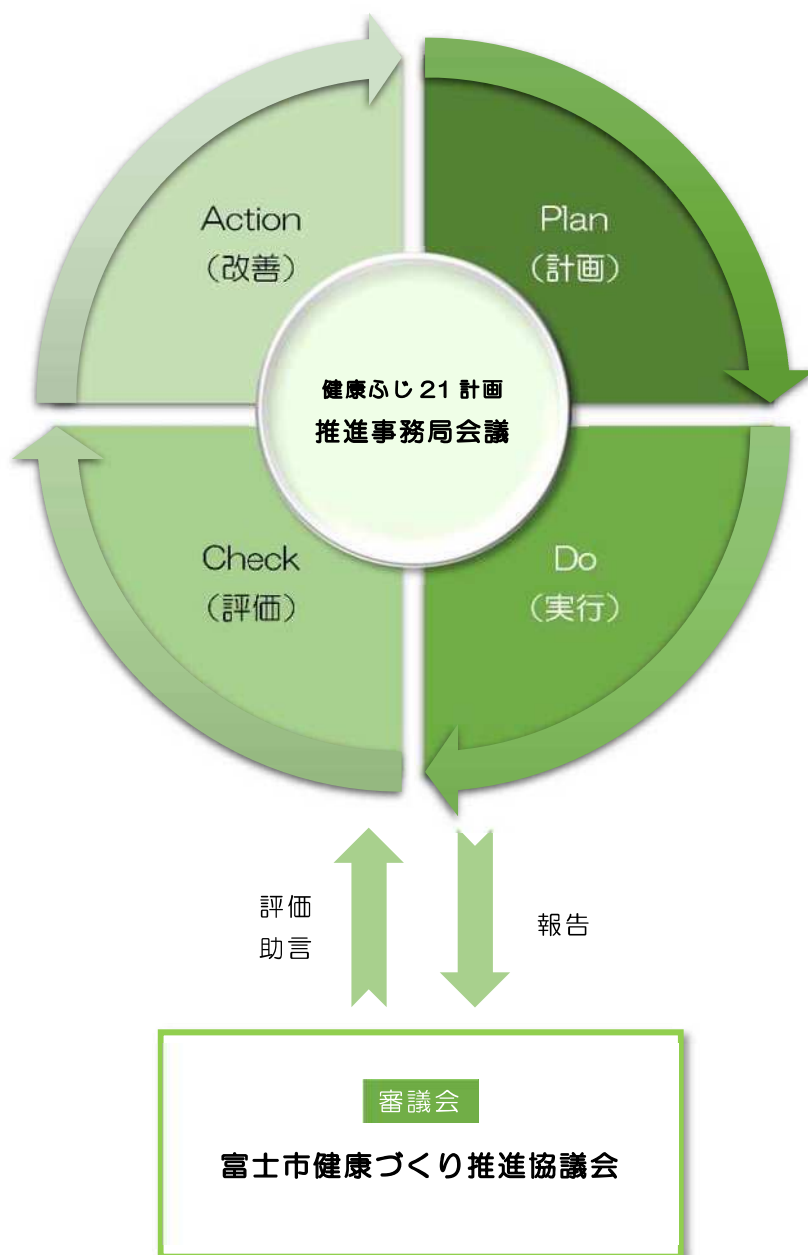 Action
（改善）
Plan
（計画）
健康ふじ 21 計画
推進事務局会議
Check
（評価）
Do
（実行）
評価
助言
報告
審議会
富士市健康づくり推進協議会